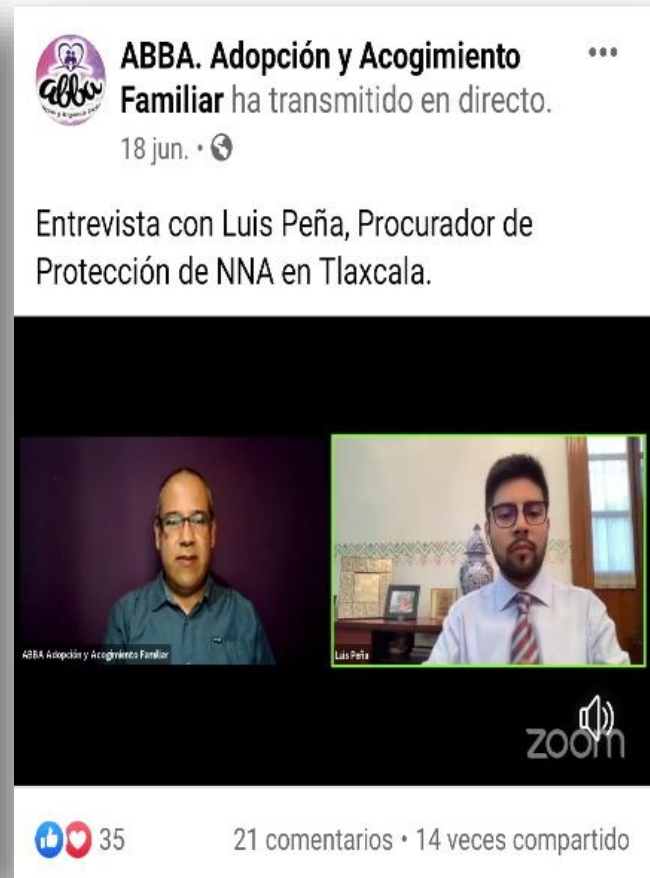 ABBA. Adopción y Acogimiento
Familiar ha transmitido en directo.
18 jun. •
Entrevista con Luis Peña, Procurador de
Protección de NNA en Tlaxcala.
abba
ABBA Adopción y Acogimiento Familiar
Luis Peña
zoom
35
21 comentarios • 14 veces compartido